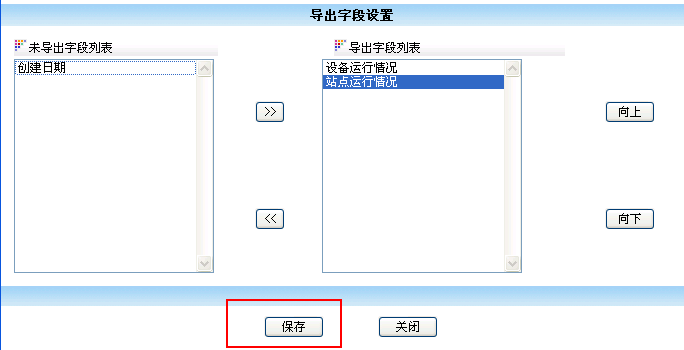 导出字段设置
未导出字段列表
导出字段列表
创建日期
设备运行情况
站点运行情况
>>
向上
<<
向下
保存
关闭